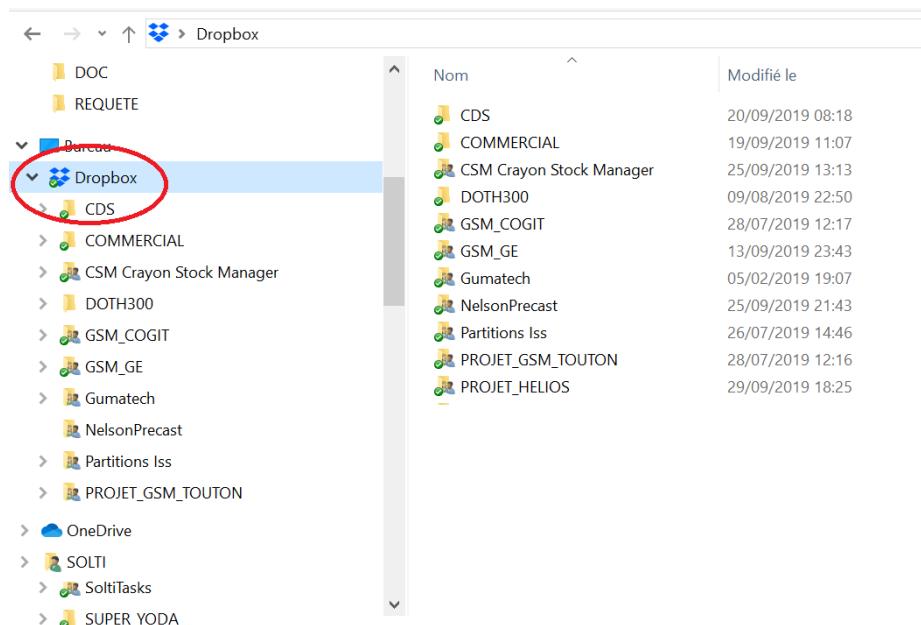 Dropbox
DOC
REQUETE
Bureau
Dropbox
CDS
COMMERCIAL
CSM Crayon Stock Manager
DOTH300
GSM_COGIT
GSM_GE
Gumatech
NelsonPrecast
Partitions Iss
PROJET_GSM_TOUTON
OneDrive
SOLTI
SoltiTasks
SUPER YODA
Nom Modifié le
CDS 20/09/2019 08:18
COMMERCIAL 19/09/2019 11:07
CSM Crayon Stock Manager 25/09/2019 13:13
DOTH300 09/08/2019 22:50
GSM_COGIT 28/07/2019 12:17
GSM_GE 13/09/2019 23:43
Gumatech 05/02/2019 19:07
NelsonPrecast 25/09/2019 21:43
Partitions Iss 26/07/2019 14:46
PROJET_GSM_TOUTON 28/07/2019 12:16
PROJET_HELIOS 29/09/2019 18:25